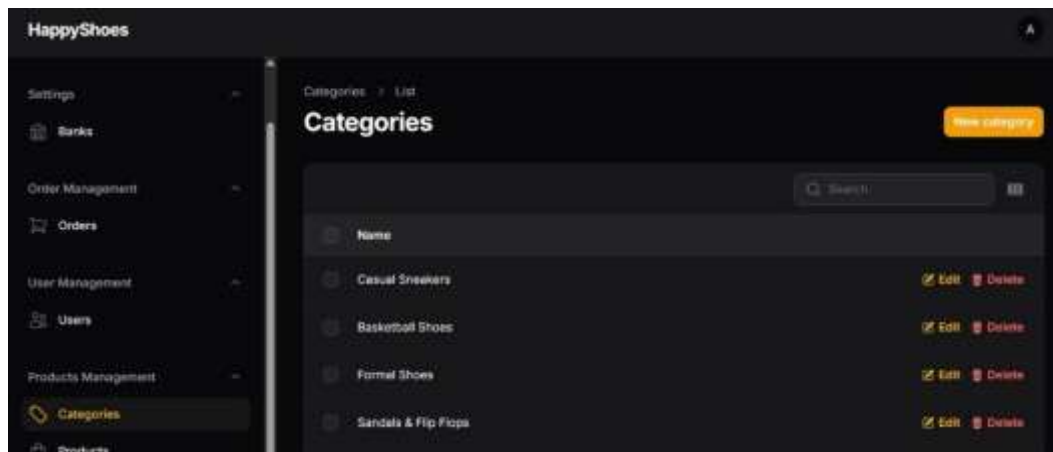 HappyShoes
A
Settings
Banks
Order Management
Orders
User Management
Users
Products Management
Categories
Products
Categories > List
Categories
New category
Search
Name
Casual Sneakers
Edit Delete
Basketball Shoes
Edit Delete
Formal Shoes
Edit Delete
Sandals & Flip Flops
Edit Delete